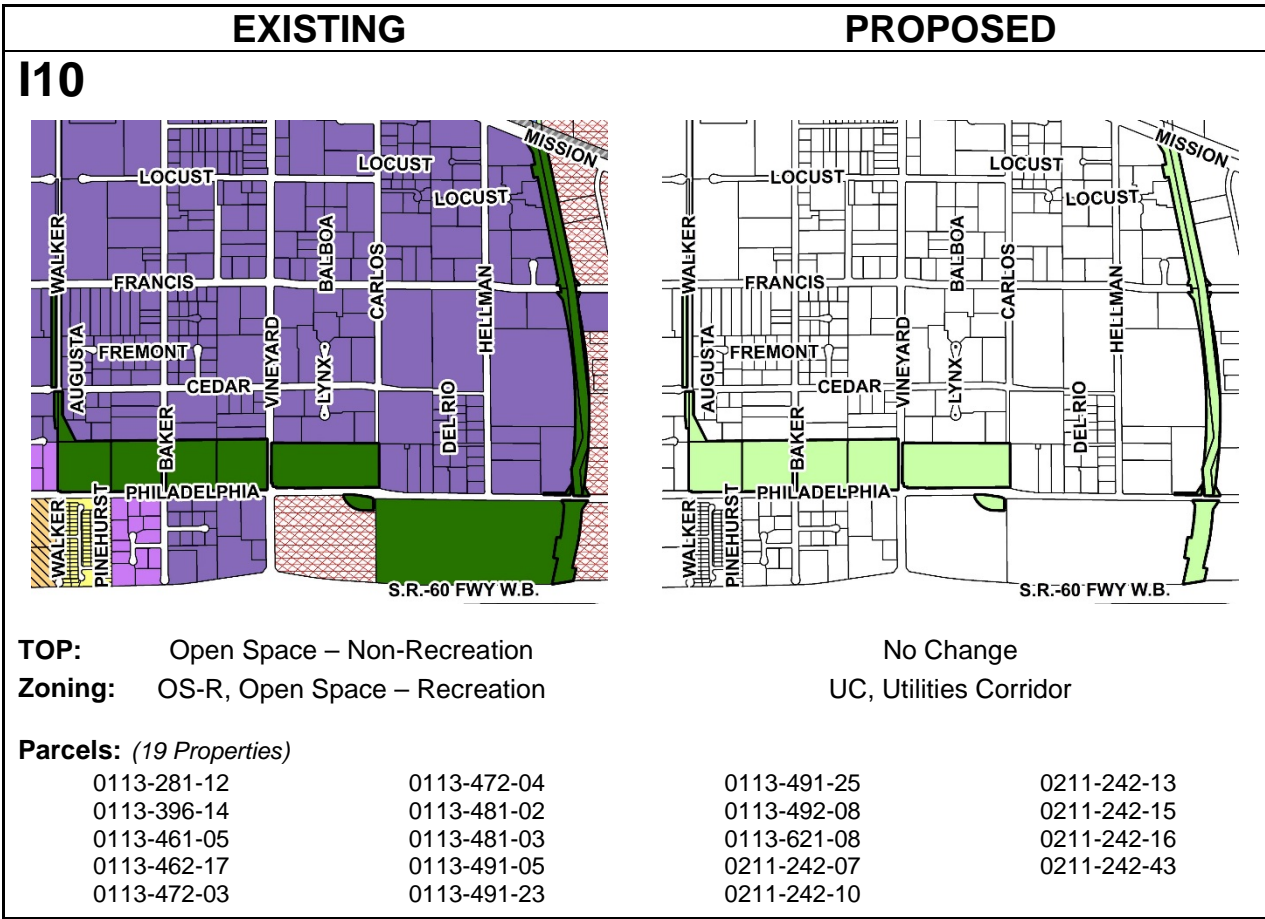 EXISTING PROPOSED
I10
MISSION
LOCUST
LOCUST
LOCUST
WALKER
BALBOA
CARLOS
FRANCIS
HELLMAN
VINEYARD
AUGUSTA
FREMONT
LYNX
CEDAR
DEL RIO
BAKER
PHILADELPHIA
WALKER
PINEHURST
S.R.-60 FWY W.B.
MISSION
LOCUST
LOCUST
LOCUST
WALKER
BALBOA
CARLOS
FRANCIS
HELLMAN
VINEYARD
AUGUSTA
FREMONT
LYNX
CEDAR
DEL RIO
BAKER
PHILADELPHIA
WALKER
PINEHURST
S.R.-60 FWY W.B.
TOP: Open Space – Non-Recreation No Change
Zoning: OS-R, Open Space – Recreation UC, Utilities Corridor
Parcels: (19 Properties)
0113-281-12 0113-472-04 0113-491-25 0211-242-13
0113-396-14 0113-481-02 0113-492-08 0211-242-15
0113-461-05 0113-481-03 0113-621-08 0211-242-16
0113-462-17 0113-491-05 0211-242-07 0211-242-43
0113-472-03 0113-491-23 0211-242-10